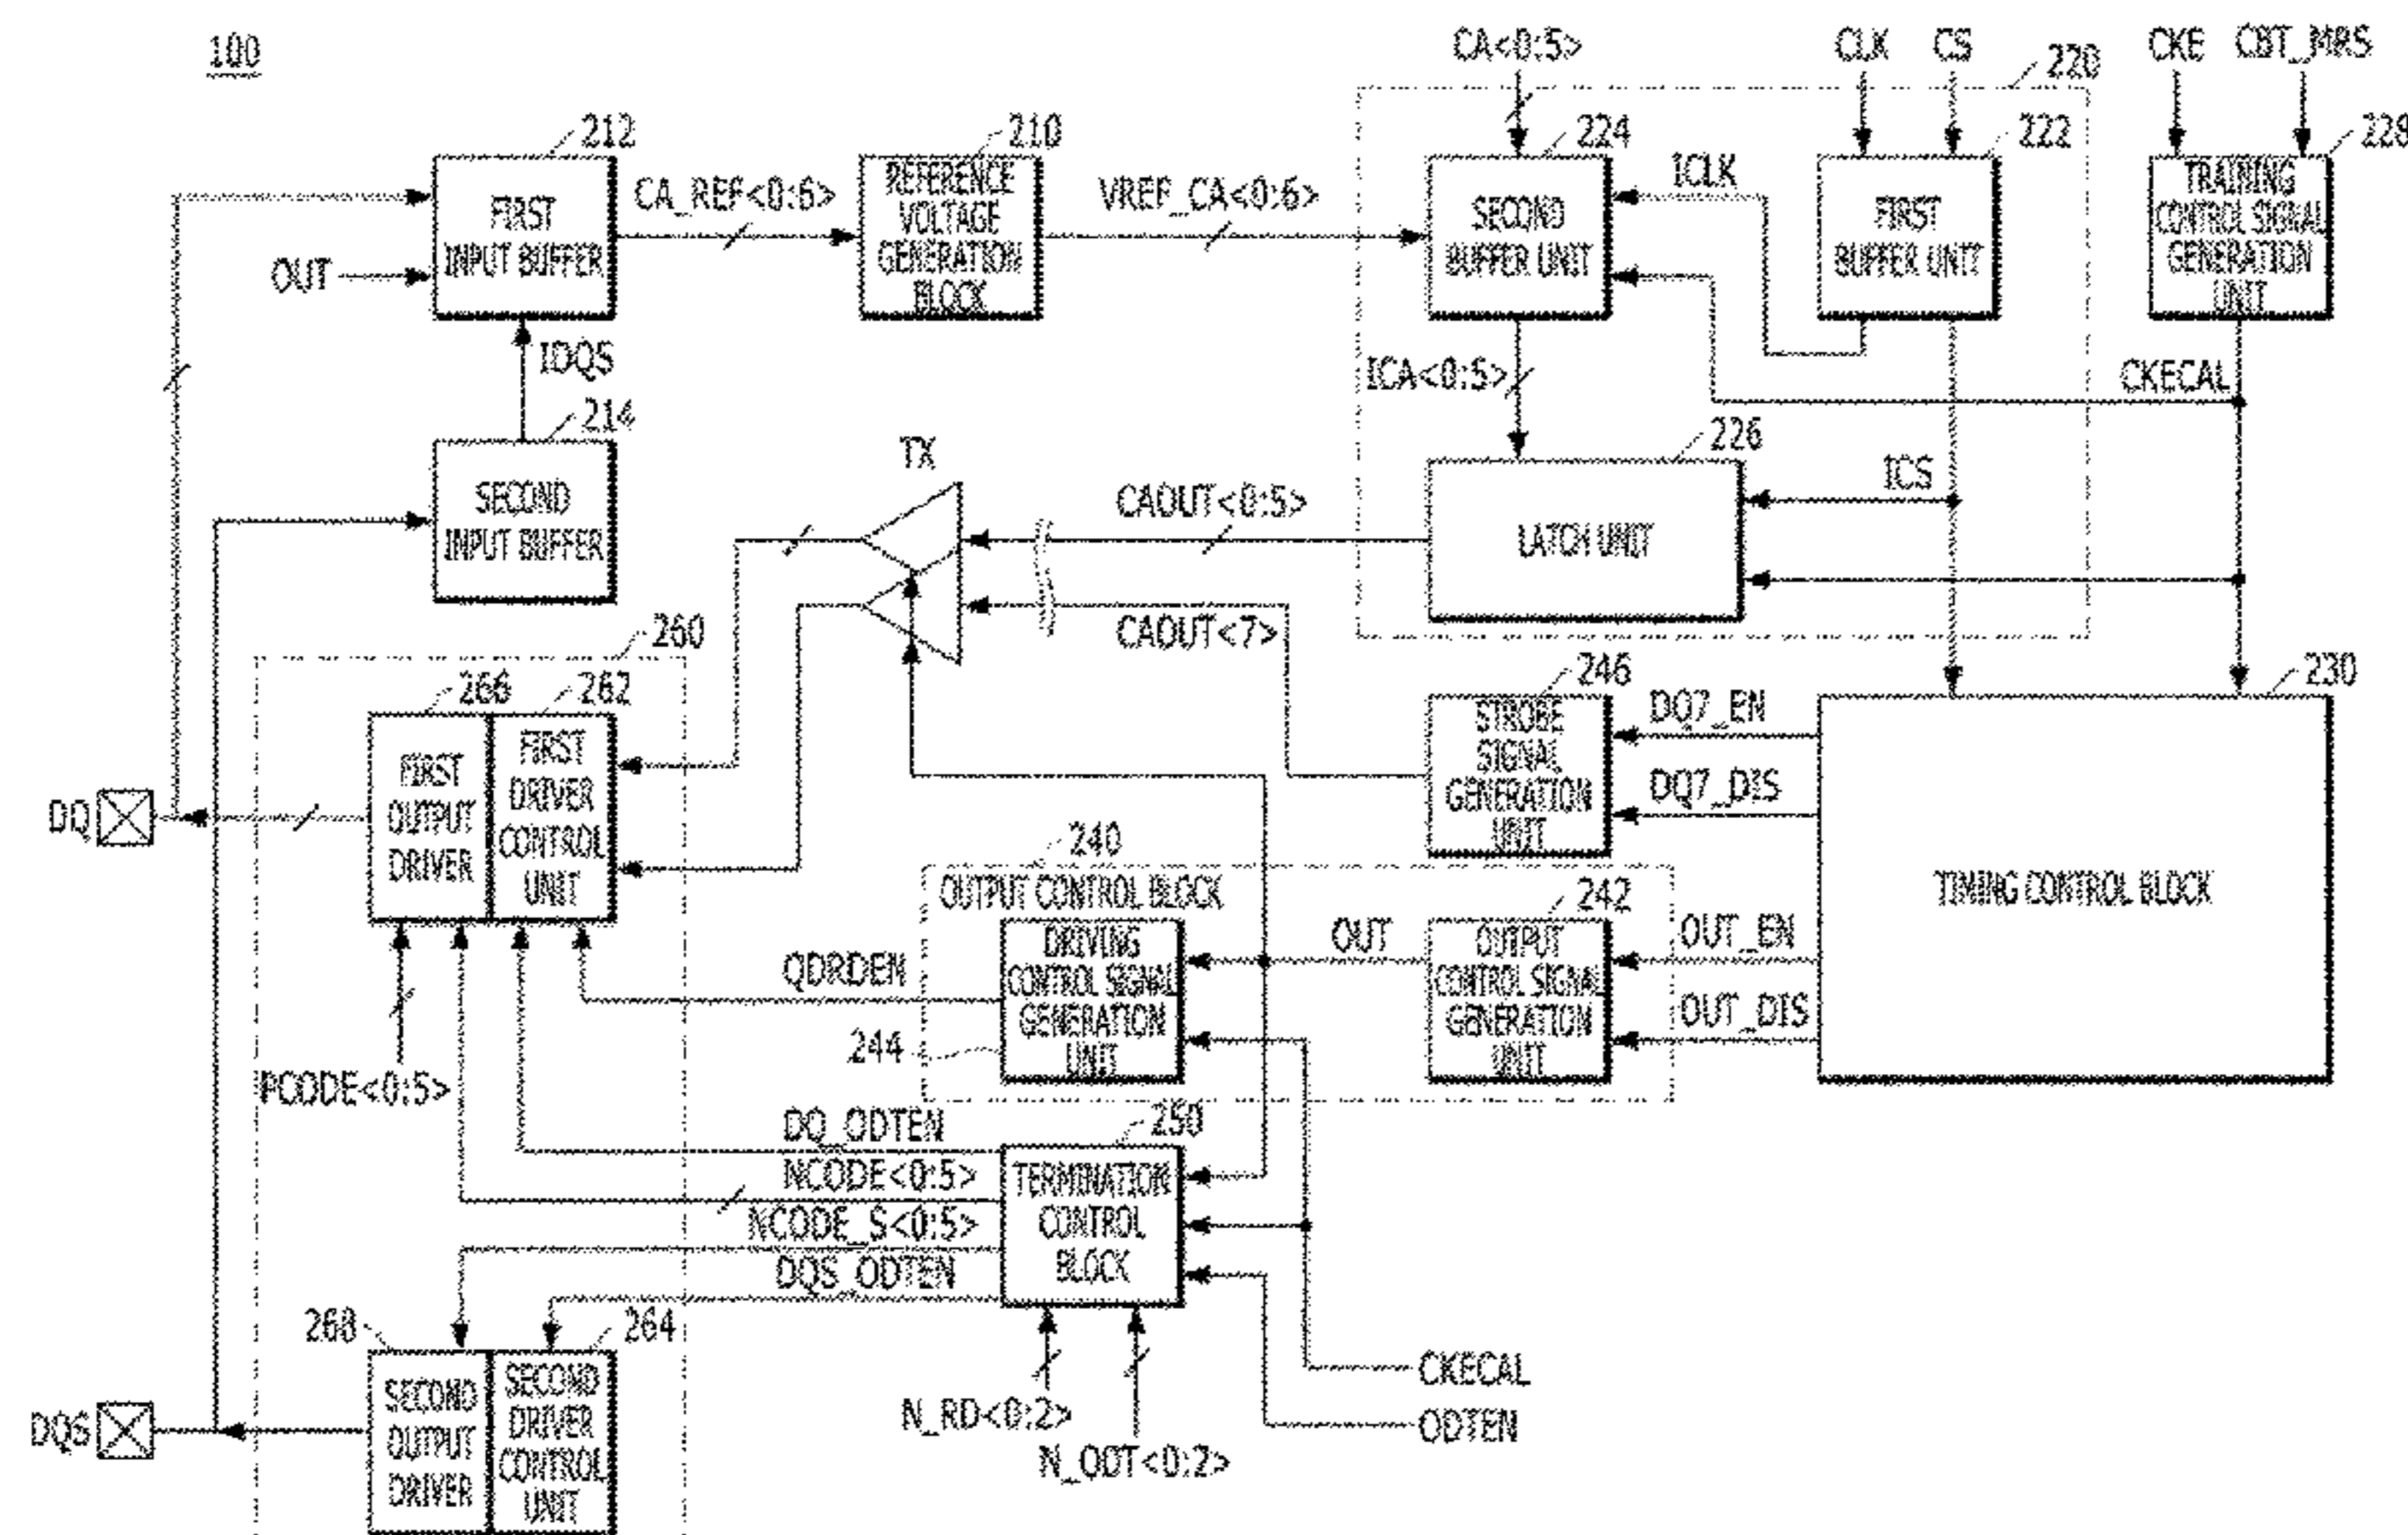 100
CA<0:5>
CLK
CS
CKE
CBT_MRS
220
212
210
224
222
228
FIRST
INPUT BUFFER
CA_REF<0:6>
REFERENCE
VOLTAGE
GENERATION
BLOCK
VREF_CA<0:6>
SECOND
BUFFER UNIT
ICLK
FIRST
BUFFER UNIT
TRAINING
CONTROL SIGNAL
GENERATION
UNIT
OUT
IDQS
ICA<0:5>
CKECAL
214
SECOND
INPUT BUFFER
TX
CAOUT<0:5>
226
LATCH UNIT
ICS
CAOUT<7>
260
266
262
FIRST
OUTPUT
DRIVER
FIRST
DRIVER
CONTROL
UNIT
246
STROBE
SIGNAL
GENERATION
UNIT
DQ7_EN
DQ7_DIS
230
TIMING CONTROL BLOCK
DQ
240
OUTPUT CONTROL BLOCK
242
DRIVING
CONTROL SIGNAL
GENERATION
UNIT
OUT
OUTPUT
CONTROL SIGNAL
GENERATION
UNIT
OUT_EN
OUT_DIS
QDRDEN
244
PCODE<0:5>
DQ_ODTEN
250
NCODE<0:5>
NCODE_S<0:5>
DQS_ODTEN
TERMINATION
CONTROL
BLOCK
268
264
SECOND
OUTPUT
DRIVER
SECOND
DRIVER
CONTROL
UNIT
DQS
N_RD<0:2>
N_ODT<0:2>
CKECAL
ODTEN